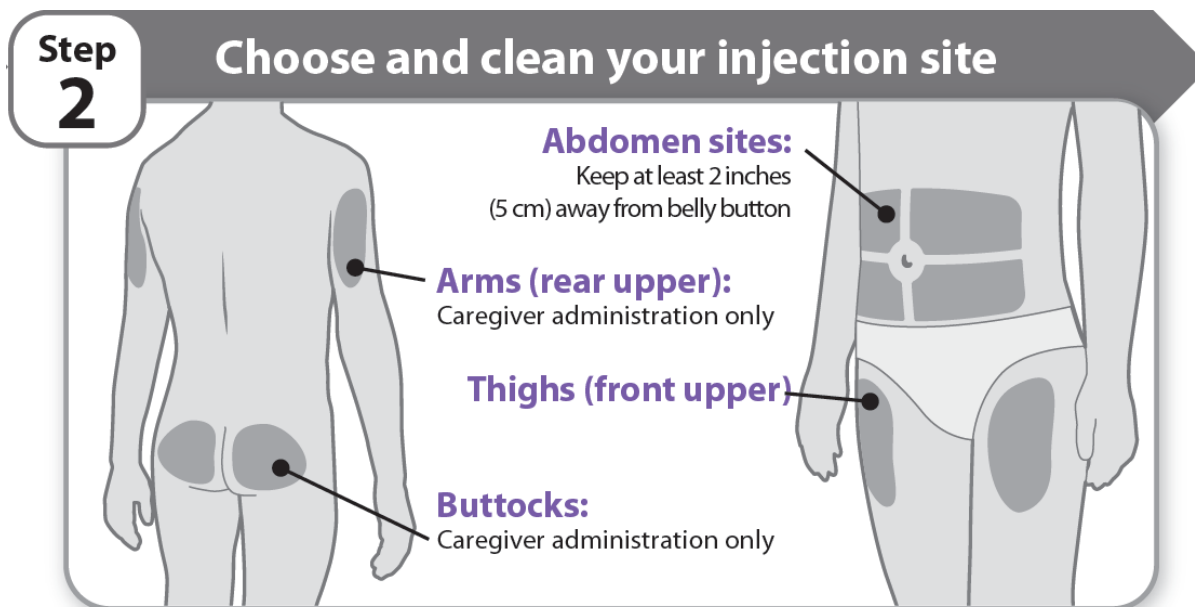 Step
2
Choose and clean your injection site
Abdomen sites:
Keep at least 2 inches
(5 cm) away from belly button
Arms (rear upper):
Caregiver administration only
Thighs (front upper)
Buttocks:
Caregiver administration only